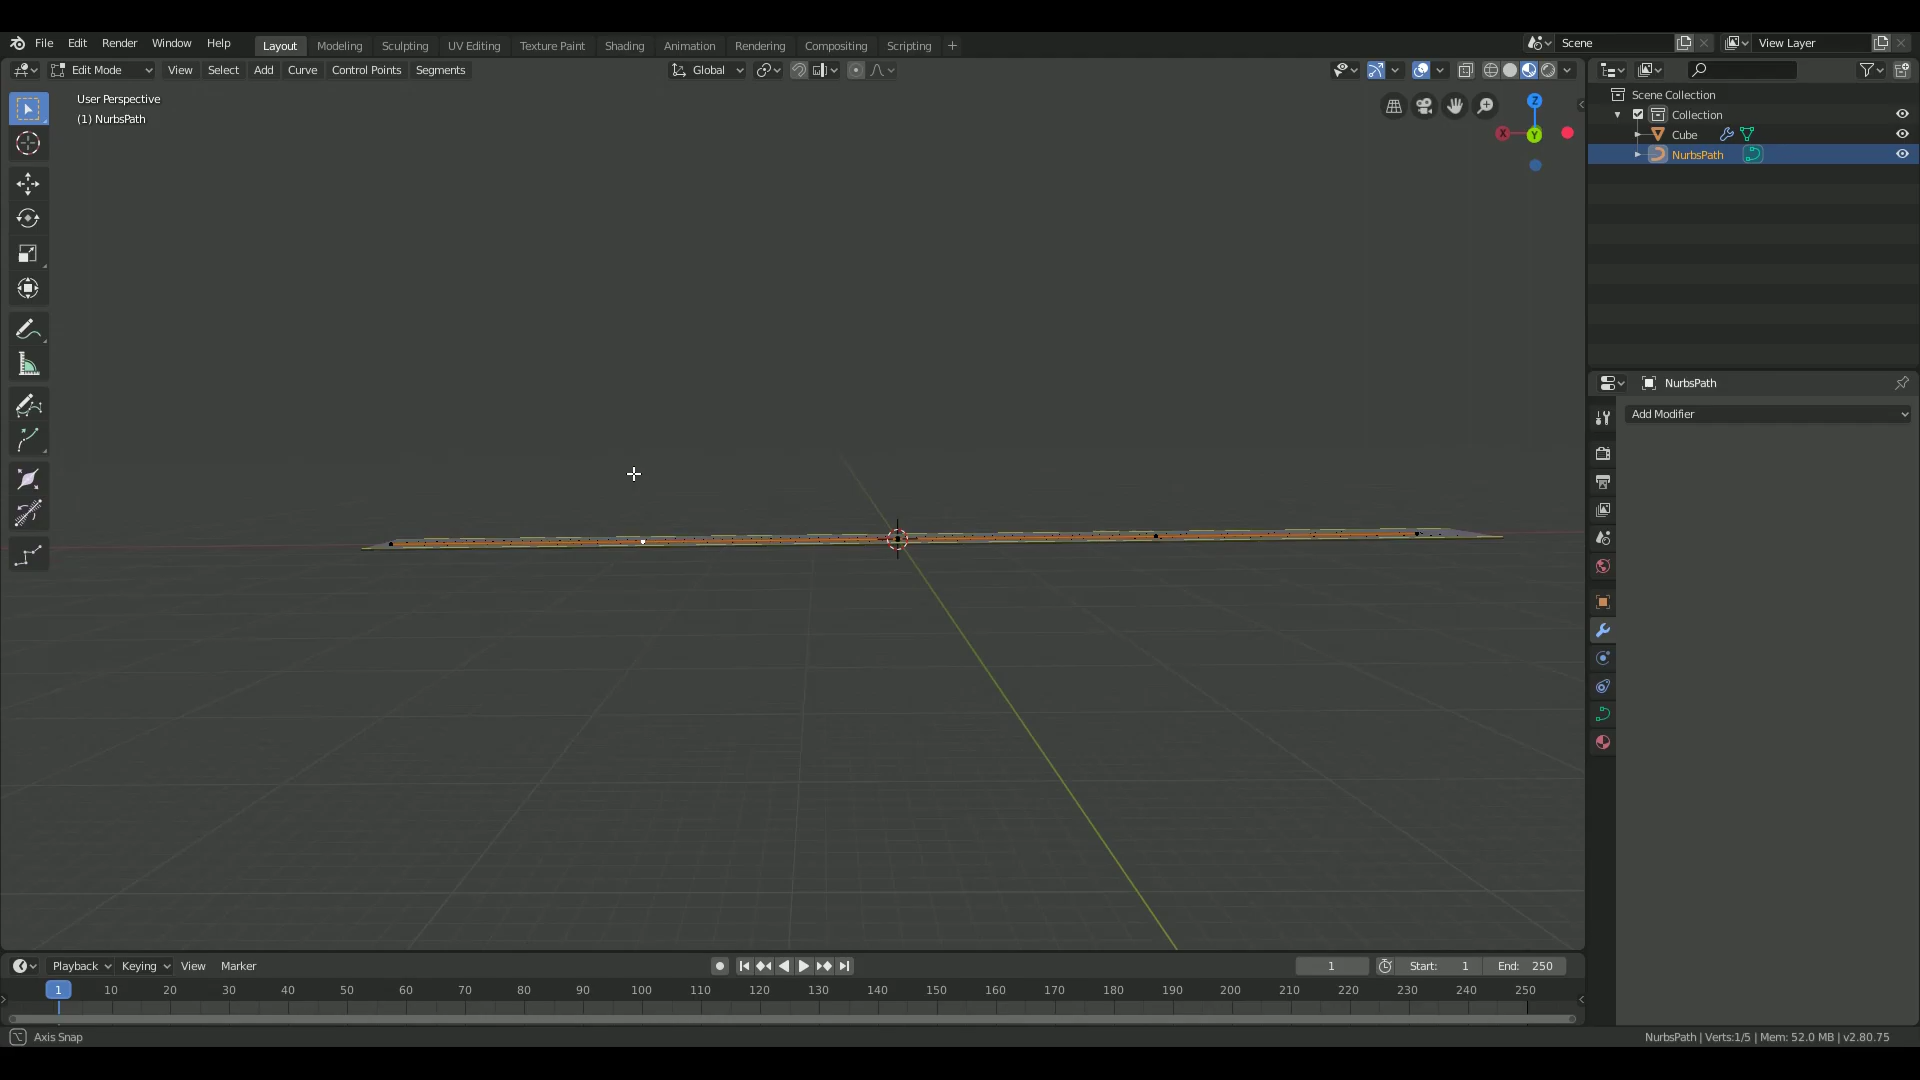 File Edit Render Window Help Layout Modeling Sculpting UV Editing Texture Paint Shading Animation Rendering Compositing Scripting + Scene View Layer
Edit Mode View Select Add Curve Control Points Segments Global
User Perspective
(1) NurbsPath
Z
X
Y
Scene Collection
Collection
Cube
NurbsPath
NurbsPath
Add Modifier
Playback Keying View Marker 1 Start: 1 End: 250
1 10 20 30 40 50 60 70 80 90 100 110 120 130 140 150 160 170 180 190 200 210 220 230 240 250
Axis Snap NurbsPath | Verts:1/5 | Mem: 52.0 MB | v2.80.75